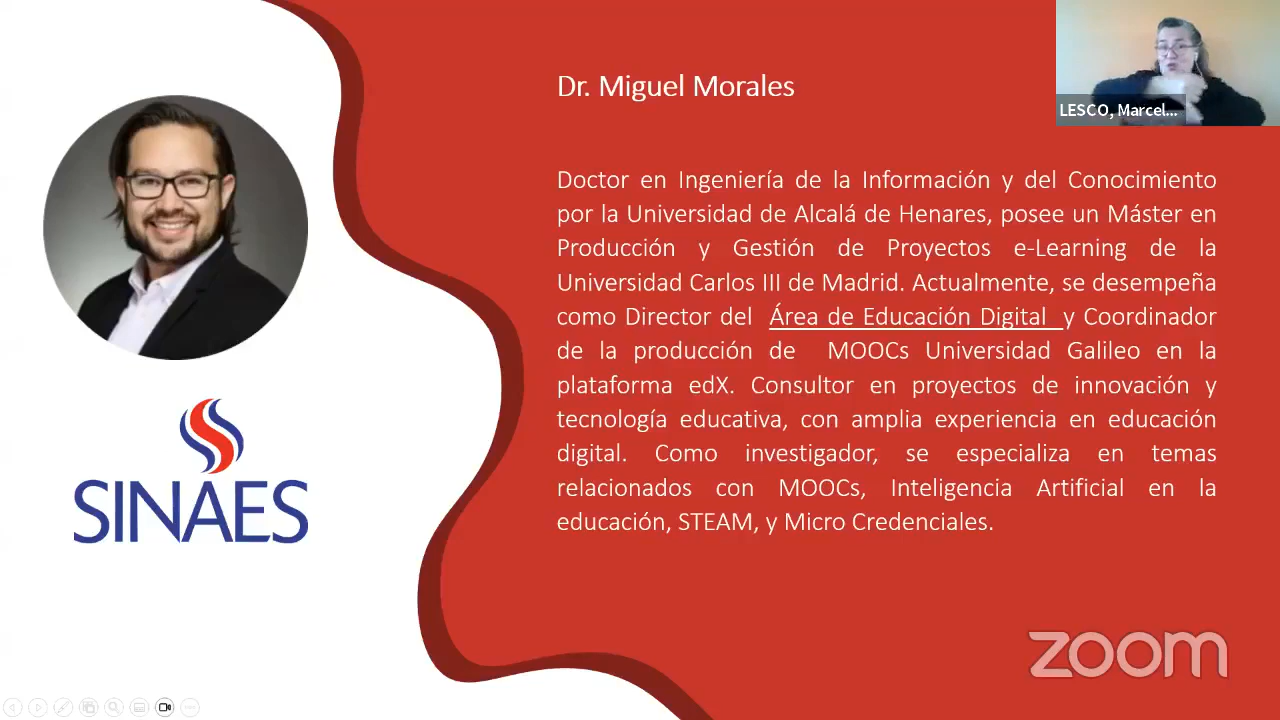 Dr. Miguel Morales
LESCO, Marcel...
Doctor en Ingeniería de la Información y del Conocimiento
por la Universidad de Alcalá de Henares, posee un Máster en
Producción y Gestión de Proyectos e-Learning de la
Universidad Carlos III de Madrid. Actualmente, se desempeña
como Director del Área de Educación Digital y Coordinador
de la producción de MOOCs Universidad Galileo en la
plataforma edX. Consultor en proyectos de innovación y
tecnología educativa, con amplia experiencia en educación
digital. Como investigador, se especializa en temas
relacionados con MOOCs, Inteligencia Artificial en la
educación, STEAM, y Micro Credenciales.
SINAES
zoom